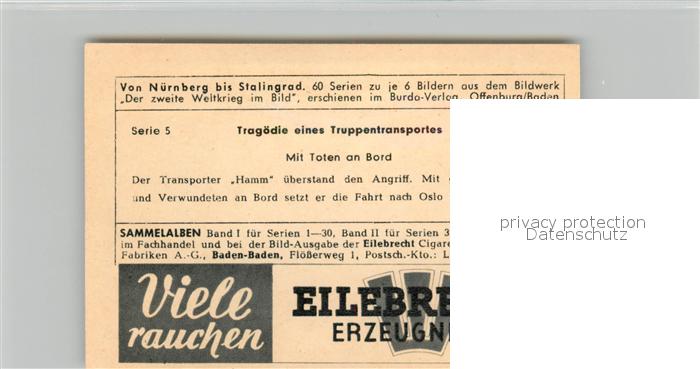 Von Nürnberg bis Stalingrad. 60 Serien zu je 6 Bildern aus dem Bildwerk
„Der zweite Weltkrieg im Bild", erschienen im Burda-Verlag, Offenburg/Baden
Serie 5 Tragödie eines Truppentransportes
Mit Toten an Bord
Der Transporter „Hamm" überstand den Angriff. Mit
und Verwundeten an Bord setzt er die Fahrt nach Oslo
SAMMELALBEN Band I für Serien 1—30, Band II für Serien 3
im Fachhandel und bei der Bild-Ausgabe der Eilebrecht Cigare
Fabriken A.-G., Baden-Baden, Flößerweg 1, Postsch.-Kto.: L
Viele
rauchen
EILEBRE
ERZEUGNI
privacy protection
Datenschutz